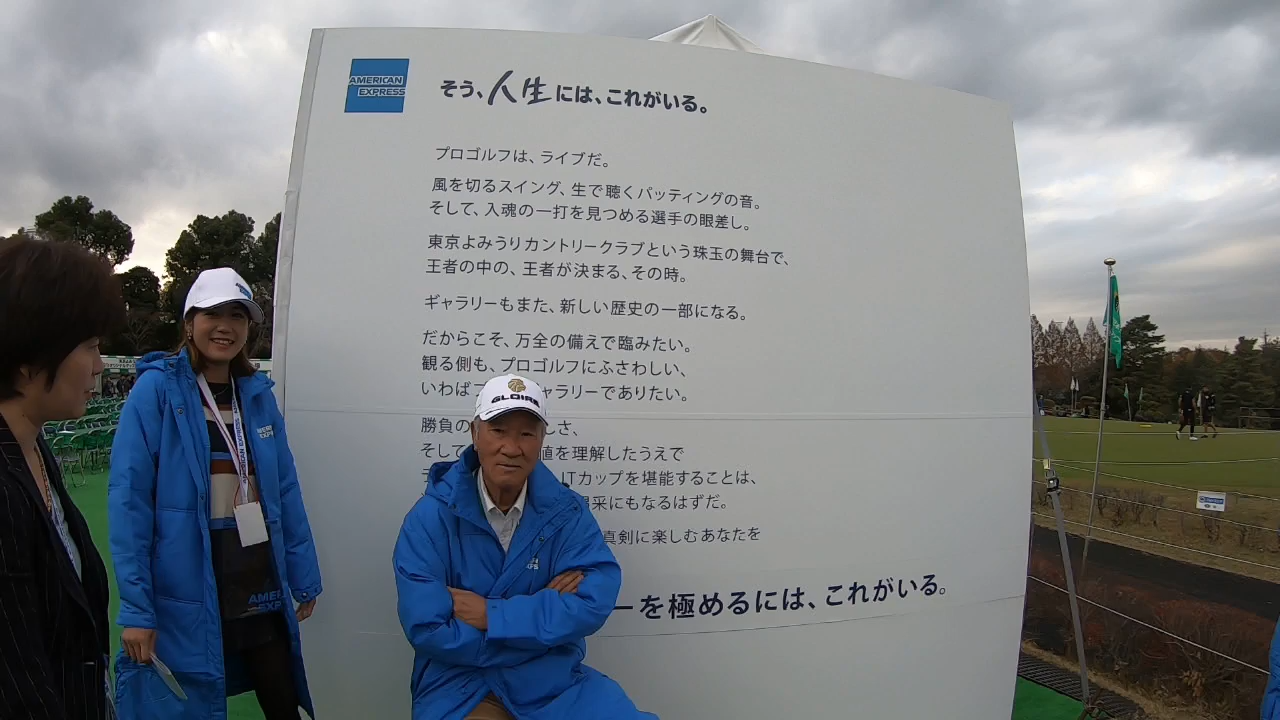 AMERICAN
EXPRESS
そう、人生には、これがいる。
プロゴルフは、ライブだ。
風を切るスイング、生で聴くパッティングの音。
そして、入魂の一打を見つめる選手の眼差し。
東京よみうりカントリークラブという珠玉の舞台で、
王者の中の、王者が決まる、その時。
ギャラリーもまた、新しい歴史の一部になる。
だからこそ、万全の備えで臨みたい。
観る側も、プロゴルフにふさわしい、
いわば ャラリーでありたい。
勝負の しさ、
そして 値を理解したうえで
JTカップを堪能することは、
采にもなるはずだ。
真剣に楽しむあなたを
ーを極めるには、これがいる。
GLOIRE
AMERICAN EXPRESS